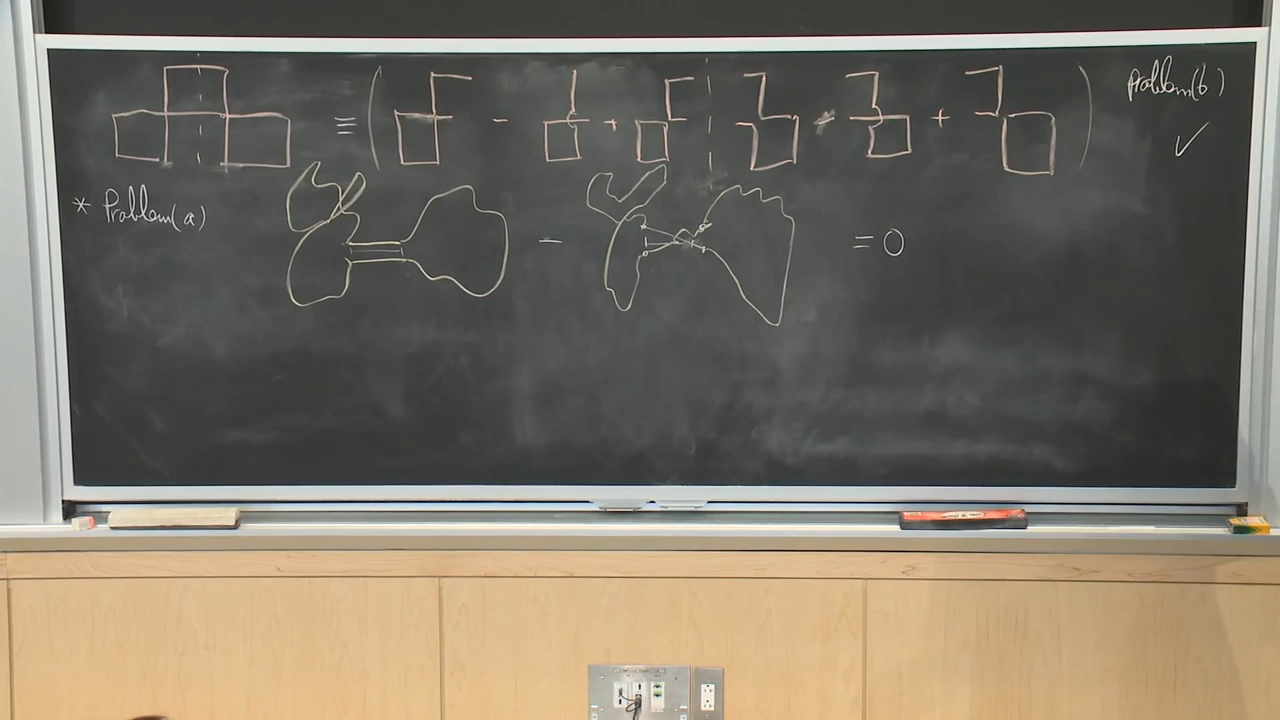 ≡ ( - + - + ) Problem(b) ✓
* Problem(a) - = 0